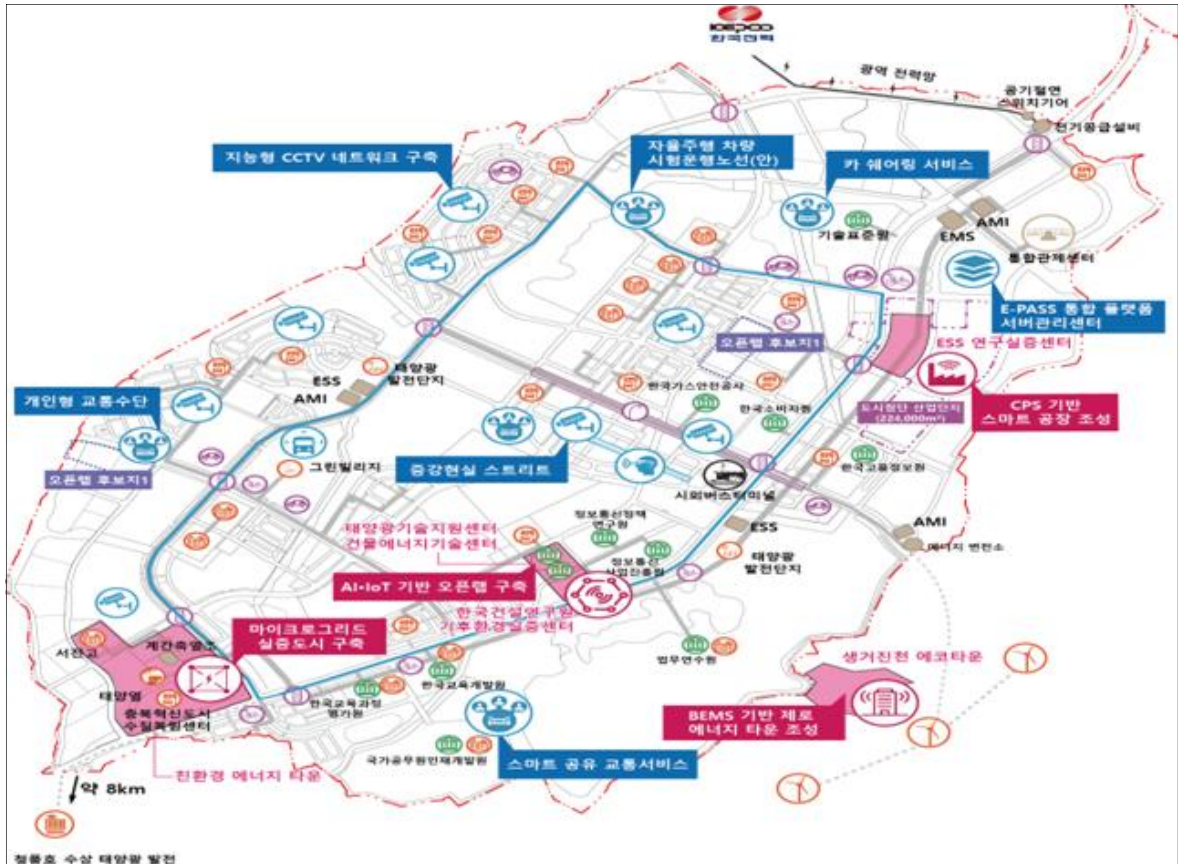 KEPCO
한국전력
광역 전력망
공기절연
스위치기어
전기공급설비
지능형 CCTV 네트워크 구축
자율주행 차량
시험운행노선(안)
카 쉐어링 서비스
기술표준원
AMI
EMS
통합관제센터
E-PASS 통합 플랫폼
서버관리센터
ESS 연구실증센터
오픈랩 후보지1
태양광
발전단지
ESS
AMI
한국가스안전공사
한국소비자원
도시첨단 산업단지
(224,000m²)
CPS 기반
스마트 공장 조성
개인형 교통수단
오픈랩 후보지1
그린빌리지
증강현실 스트리트
시외버스터미널
한국고용정보원
AMI
에너지 변전소
ESS
태양광
발전단지
정보통신정책
연구원
정보통신
산업진흥원
태양광기술지원센터
건물에너지기술센터
AI·IoT 기반 오픈랩 구축
한국건설연구원
기후환경실증센터
법무연수원
마이크로그리드
실증도시 구축
서전고
계간축열조
태양열
충북혁신도시
수질복원센터
친환경 에너지 타운
한국교육개발원
한국교육과정
평가원
국가공무원인재개발원
스마트 공유 교통서비스
생거진천 에코타운
BEMS 기반 제로
에너지 타운 조성
약 8km
청풍호 수상 태양광 발전